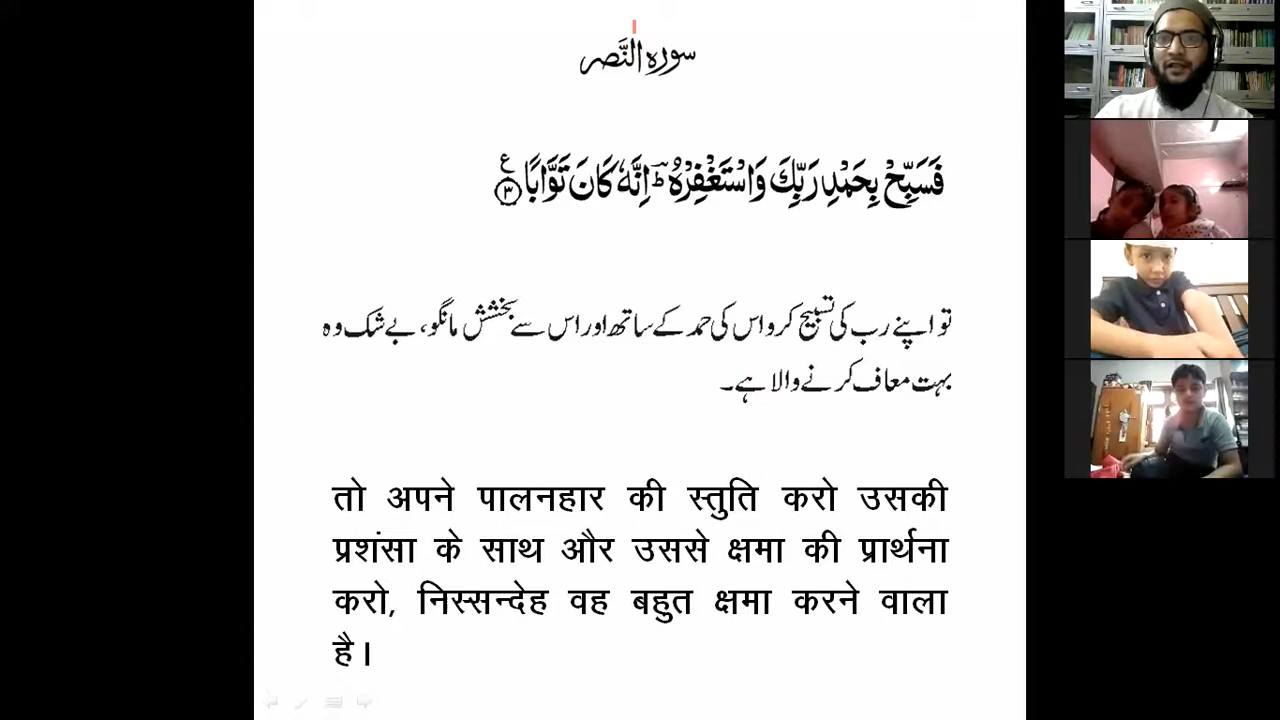 سورہ النَّصر
فَسَبِّحْ بِحَمْدِ رَبِّكَ وَاسْتَغْفِرْهُ ؕؔ اِنَّهٗ كَانَ تَوَّابًا ﴿۳﴾ ع
تو اپنے رب کی تسبیح کرو اس کی حمد کے ساتھ اور اس سے بخشش مانگو، بے شک وہ
بہت معاف کرنے والا ہے۔
तो अपने पालनहार की स्तुति करो उसकी
प्रशंसा के साथ और उससे क्षमा की प्रार्थना
करो, निस्सन्देह वह बहुत क्षमा करने वाला
है।